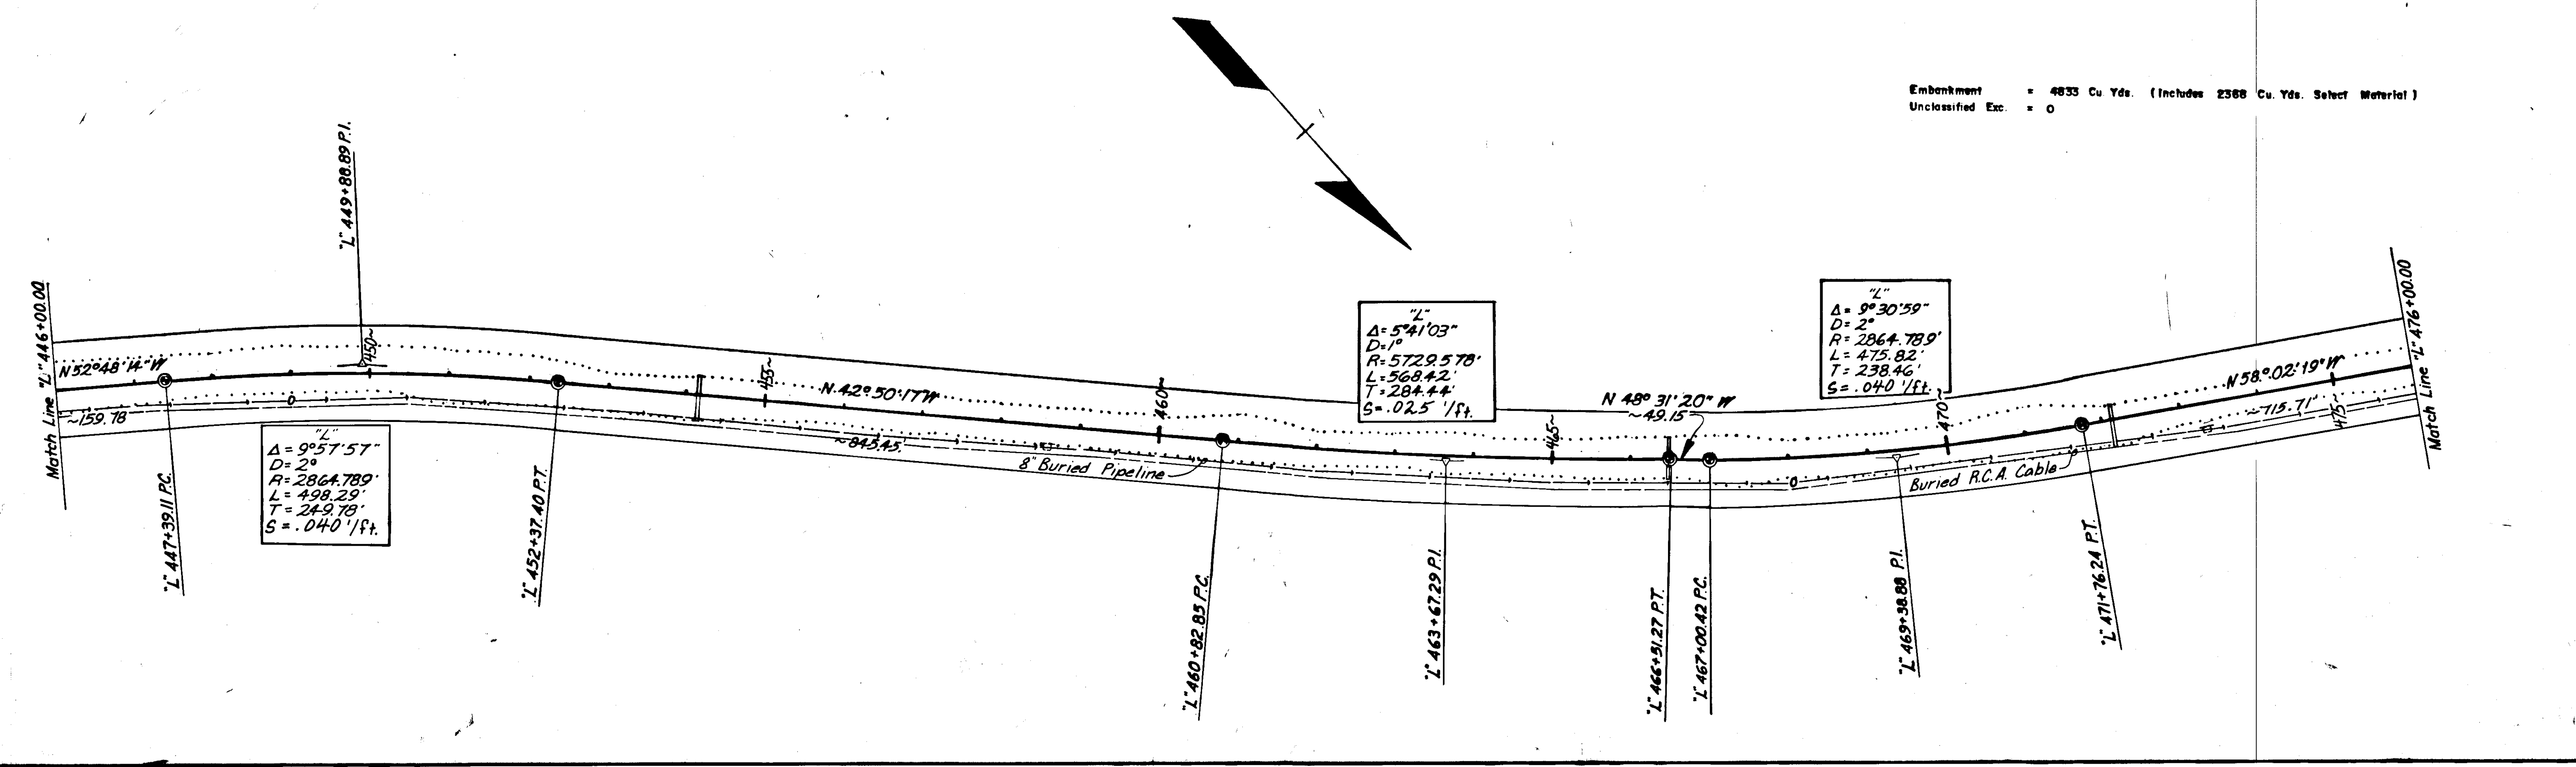 Embankment = 4833 Cu. Yds. (Includes 2368 Cu. Yds. Select Material)
Unclassified Exc. = 0
Match Line "L" 446+00.00
N 52° 48' 14" W
~159.78
"L" 447+39.11 P.C.
"L" 449+88.89 P.I.
450~
"L"
Δ = 9° 57' 57"
D = 2°
R = 2864.789'
L = 498.29'
T = 249.78'
S = .040 '/ft.
"L" 452+37.40 P.T.
455~
N 42° 50' 17" W
~845.45'
8" Buried Pipeline
460~
"L" 460+82.85 P.C.
"L"
Δ = 5° 41' 03"
D = 1°
R = 5729.578'
L = 568.42'
T = 284.44'
S = .025 '/ft.
"L" 463+67.29 P.I.
465~
N 48° 31' 20" W
~49.15
"L" 466+51.27 P.T.
"L" 467+00.42 P.C.
"L"
Δ = 9° 30' 59"
D = 2°
R = 2864.789'
L = 475.82'
T = 238.46'
S = .040 '/ft.
"L" 469+38.88 P.I.
470~
Buried R.C.A. Cable
"L" 471+76.24 P.T.
N 58° 02' 19" W
~715.71'
475~
Match Line "L" 476+00.00